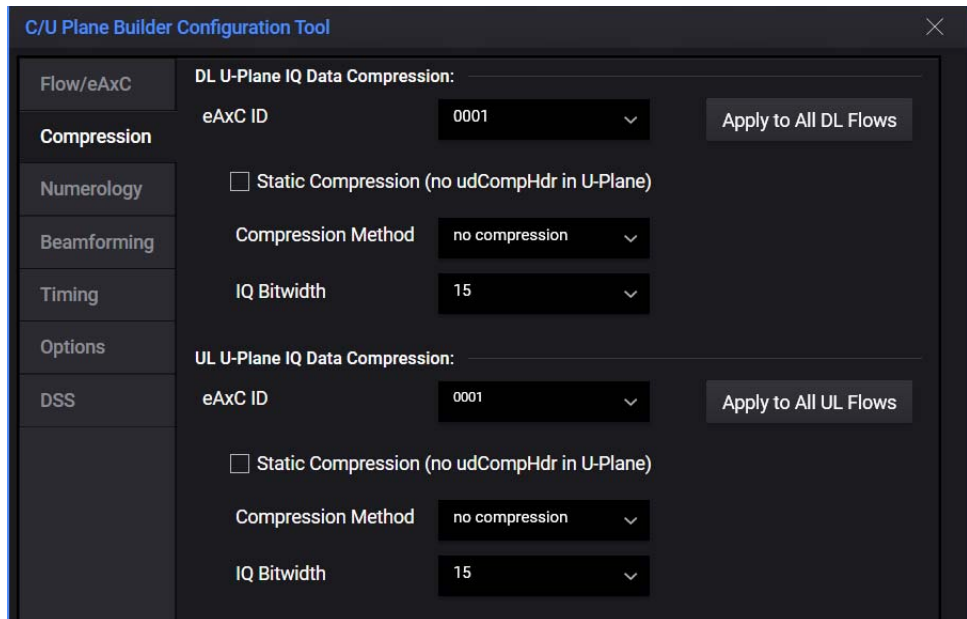 C/U Plane Builder Configuration Tool
Flow/eAxC
Compression
Numerology
Beamforming
Timing
Options
DSS
DL U-Plane IQ Data Compression:
eAxC ID
0001
Apply to All DL Flows
Static Compression (no udCompHdr in U-Plane)
Compression Method
no compression
IQ Bitwidth
15
UL U-Plane IQ Data Compression:
eAxC ID
0001
Apply to All UL Flows
Static Compression (no udCompHdr in U-Plane)
Compression Method
no compression
IQ Bitwidth
15